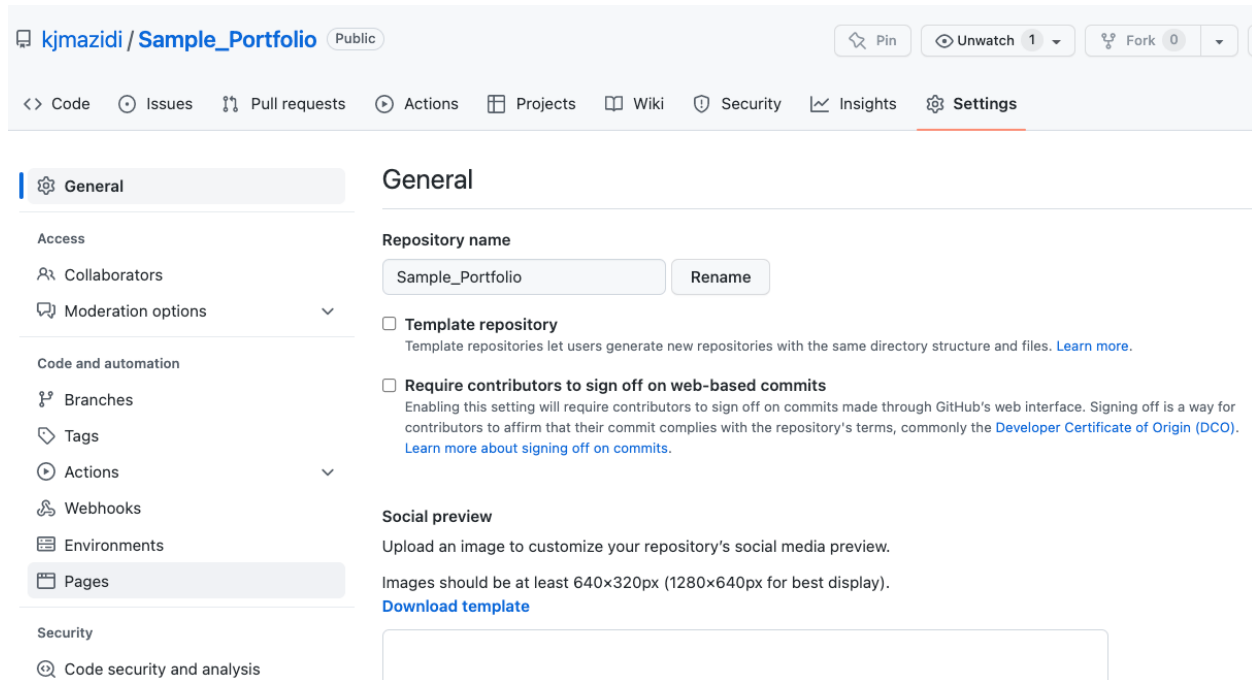 kjmazidi / Sample_Portfolio Public
Pin
Unwatch 1
Fork 0
Code Issues Pull requests Actions Projects Wiki Security Insights Settings
General
Access
Collaborators
Moderation options
Code and automation
Branches
Tags
Actions
Webhooks
Environments
Pages
Security
Code security and analysis
General
Repository name
Sample_Portfolio Rename
Template repository
Template repositories let users generate new repositories with the same directory structure and files. Learn more.
Require contributors to sign off on web-based commits
Enabling this setting will require contributors to sign off on commits made through GitHub's web interface. Signing off is a way for
contributors to affirm that their commit complies with the repository's terms, commonly the Developer Certificate of Origin (DCO).
Learn more about signing off on commits.
Social preview
Upload an image to customize your repository's social media preview.
Images should be at least 640×320px (1280×640px for best display).
Download template